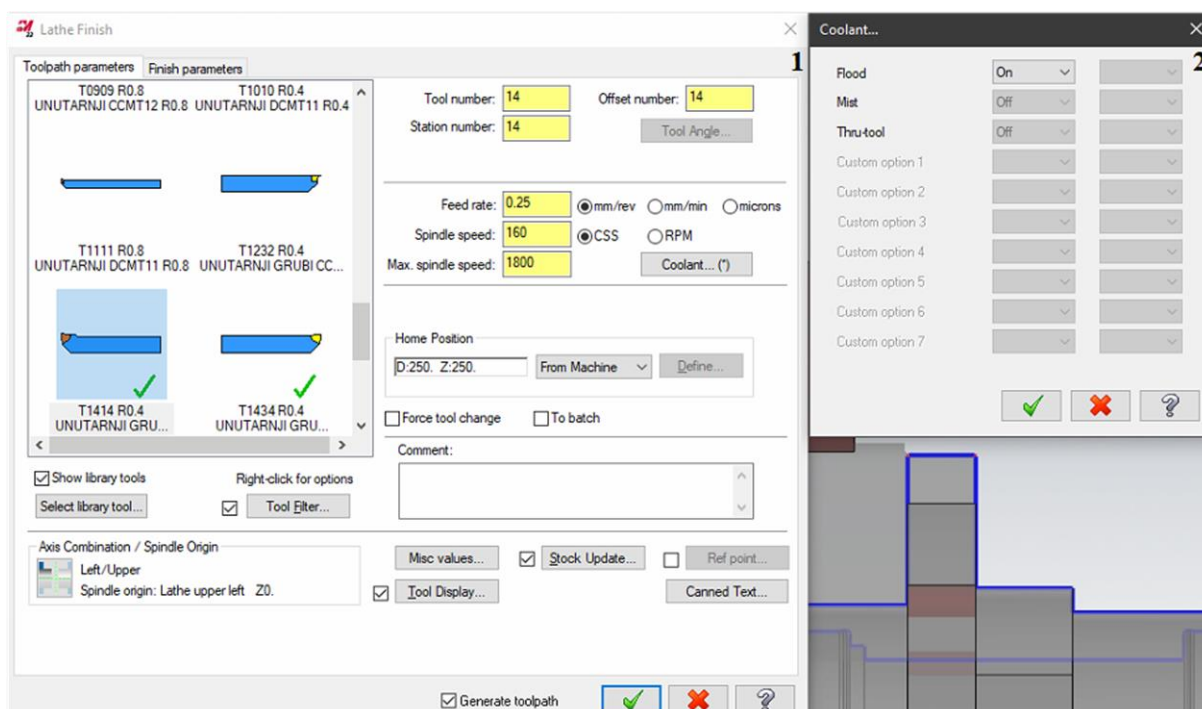 Lathe Finish
1
Toolpath parameters Finish parameters
T0909 R0.8 T1010 R0.4
UNUTARNJI CCMT12 R0.8 UNUTARNJI DCMT11 R0.4
T1111 R0.8 T1232 R0.4
UNUTARNJI DCMT11 R0.8 UNUTARNJI GRUBI CC...
T1414 R0.4 T1434 R0.4
UNUTARNJI GRU... UNUTARNJI GRU...
Show library tools Right-click for options
Select library tool... Tool Filter...
Axis Combination / Spindle Origin
Left/Upper
Spindle origin: Lathe upper left Z0.
Tool number: 14 Offset number: 14
Station number: 14 Tool Angle...
Feed rate: 0.25 mm/rev mm/min microns
Spindle speed: 160 CSS RPM
Max. spindle speed: 1800 Coolant... (*)
Home Position
D:250. Z:250. From Machine Define...
Force tool change To batch
Comment:
Misc values... Stock Update... Ref point...
Tool Display... Canned Text...
Generate toolpath
Coolant...
2
Flood On
Mist Off
Thru-tool Off
Custom option 1
Custom option 2
Custom option 3
Custom option 4
Custom option 5
Custom option 6
Custom option 7